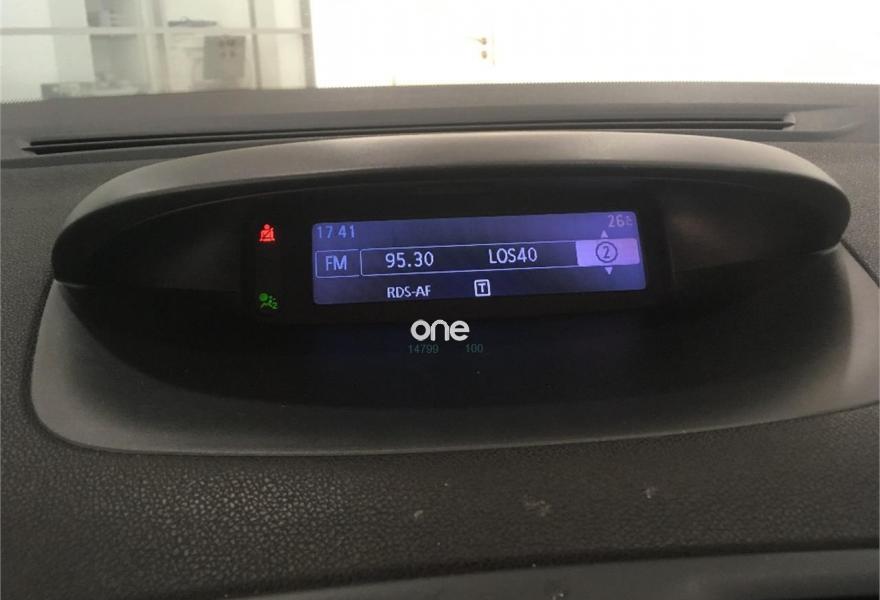 17.41 26°C
FM 95.30 LOS40 2
RDS-AF T
one
14799 100